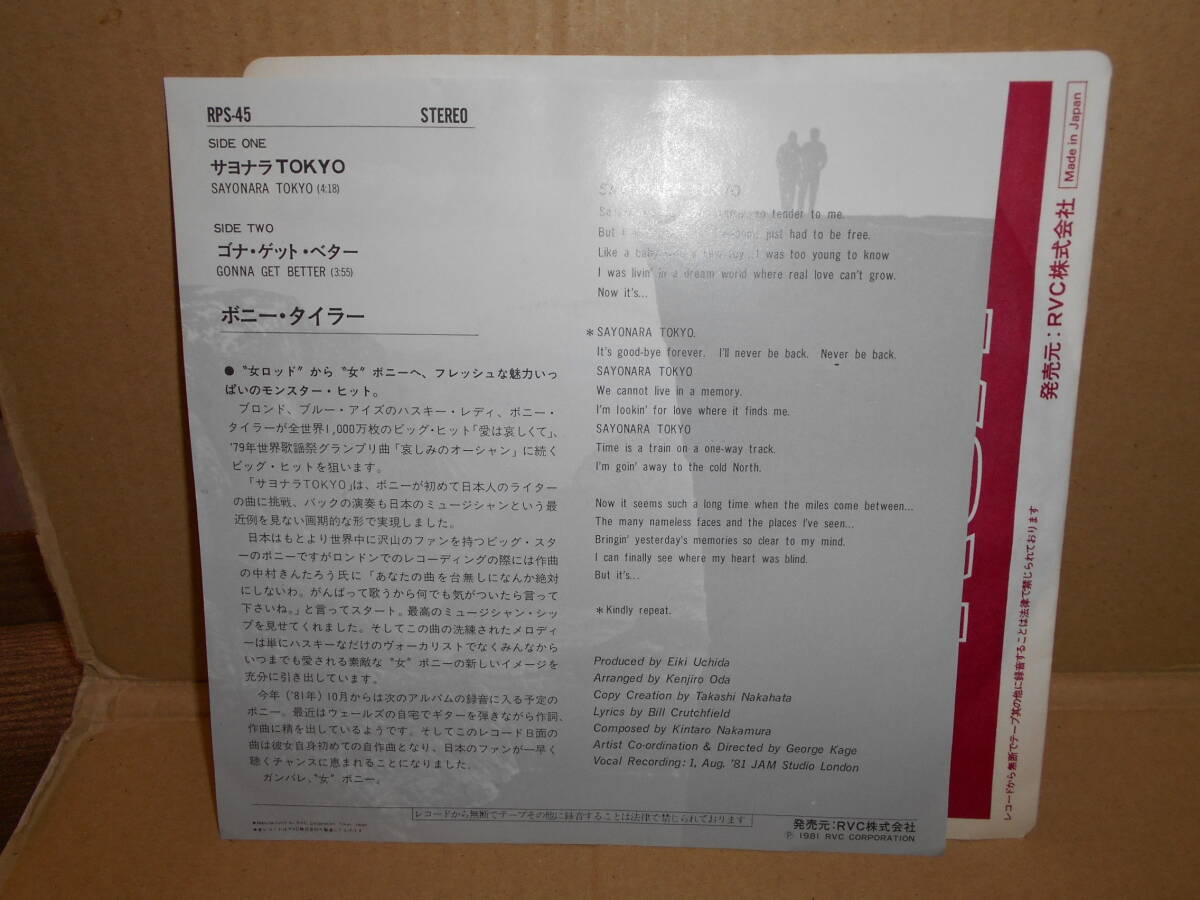 RPS-45 STEREO
SIDE ONE
サヨナラTOKYO
SAYONARA TOKYO (4:18)
SIDE TWO
ゴナ・ゲット・ベター
GONNA GET BETTER (3:55)
ボニー・タイラー
●〝女ロッド〟から〝女〟ボニーへ、フレッシュな魅力いっ
ぱいのモンスター・ヒット。
ブロンド、ブルー・アイズのハスキー・レディ、ボニー・
タイラーが全世界1,000万枚のビッグ・ヒット「愛は哀しくて」、
'79年世界歌謡祭グランプリ曲「哀しみのオーシャン」に続く
ビッグ・ヒットを狙います。
「サヨナラTOKYO」は、ボニーが初めて日本人のライター
の曲に挑戦、バックの演奏も日本のミュージシャンという最
近例を見ない画期的な形で実現しました。
日本はもとより世界中に沢山のファンを持つビッグ・スタ
ーのボニーですがロンドンでのレコーディングの際には作曲
の中村きんたろう氏に「あなたの曲を台無しになんか絶対
にしないわ。がんばって歌うから何でも気がついたら言って
下さいね。」と言ってスタート。最高のミュージシャン・シッ
プを見せてくれました。そしてこの曲の洗練されたメロディ
ーは単にハスキーなだけのヴォーカリストでなくみんなから
いつまでも愛される素敵な〝女〟ボニーの新しいイメージを
充分に引き出しています。
今年('81年)10月からは次のアルバムの録音に入る予定の
ボニー。最近はウェールズの自宅でギターを弾きながら作詞、
作曲に精を出しているようです。そしてこのレコードB面の
曲は彼女自身初めての自作曲となり、日本のファンが一早く
聴くチャンスに恵まれることになりました。
ガンバレ、〝女〟ボニー。
SAYONARA TOKYO
so tender to me.
But just had to be free.
Like a baby new toy... I was too young to know
I was livin' in a dream world where real love can't grow.
Now it's...
*SAYONARA TOKYO.
It's good-bye forever. I'll never be back. Never be back.
SAYONARA TOKYO
We cannot live in a memory.
I'm lookin' for love where it finds me.
SAYONARA TOKYO
Time is a train on a one-way track.
I'm goin' away to the cold North.
Now it seems such a long time when the miles come between...
The many nameless faces and the places I've seen...
Bringin' yesterday's memories so clear to my mind.
I can finally see where my heart was blind.
But it's...
*Kindly repeat.
Produced by Eiki Uchida
Arranged by Kenjiro Oda
Copy Creation by Takashi Nakahata
Lyrics by Bill Crutchfield
Composed by Kintaro Nakamura
Artist Co-ordination & Directed by George Kage
Vocal Recording: 1, Aug. '81 JAM Studio London
レコードから無断でテープその他に録音することは法律で禁じられております
発売元:RVC株式会社
℗ 1981 RVC CORPORATION
発売元:RVC株式会社 Made in Japan
レコードから無断でテープ其の他に録音することは法律で禁じられております